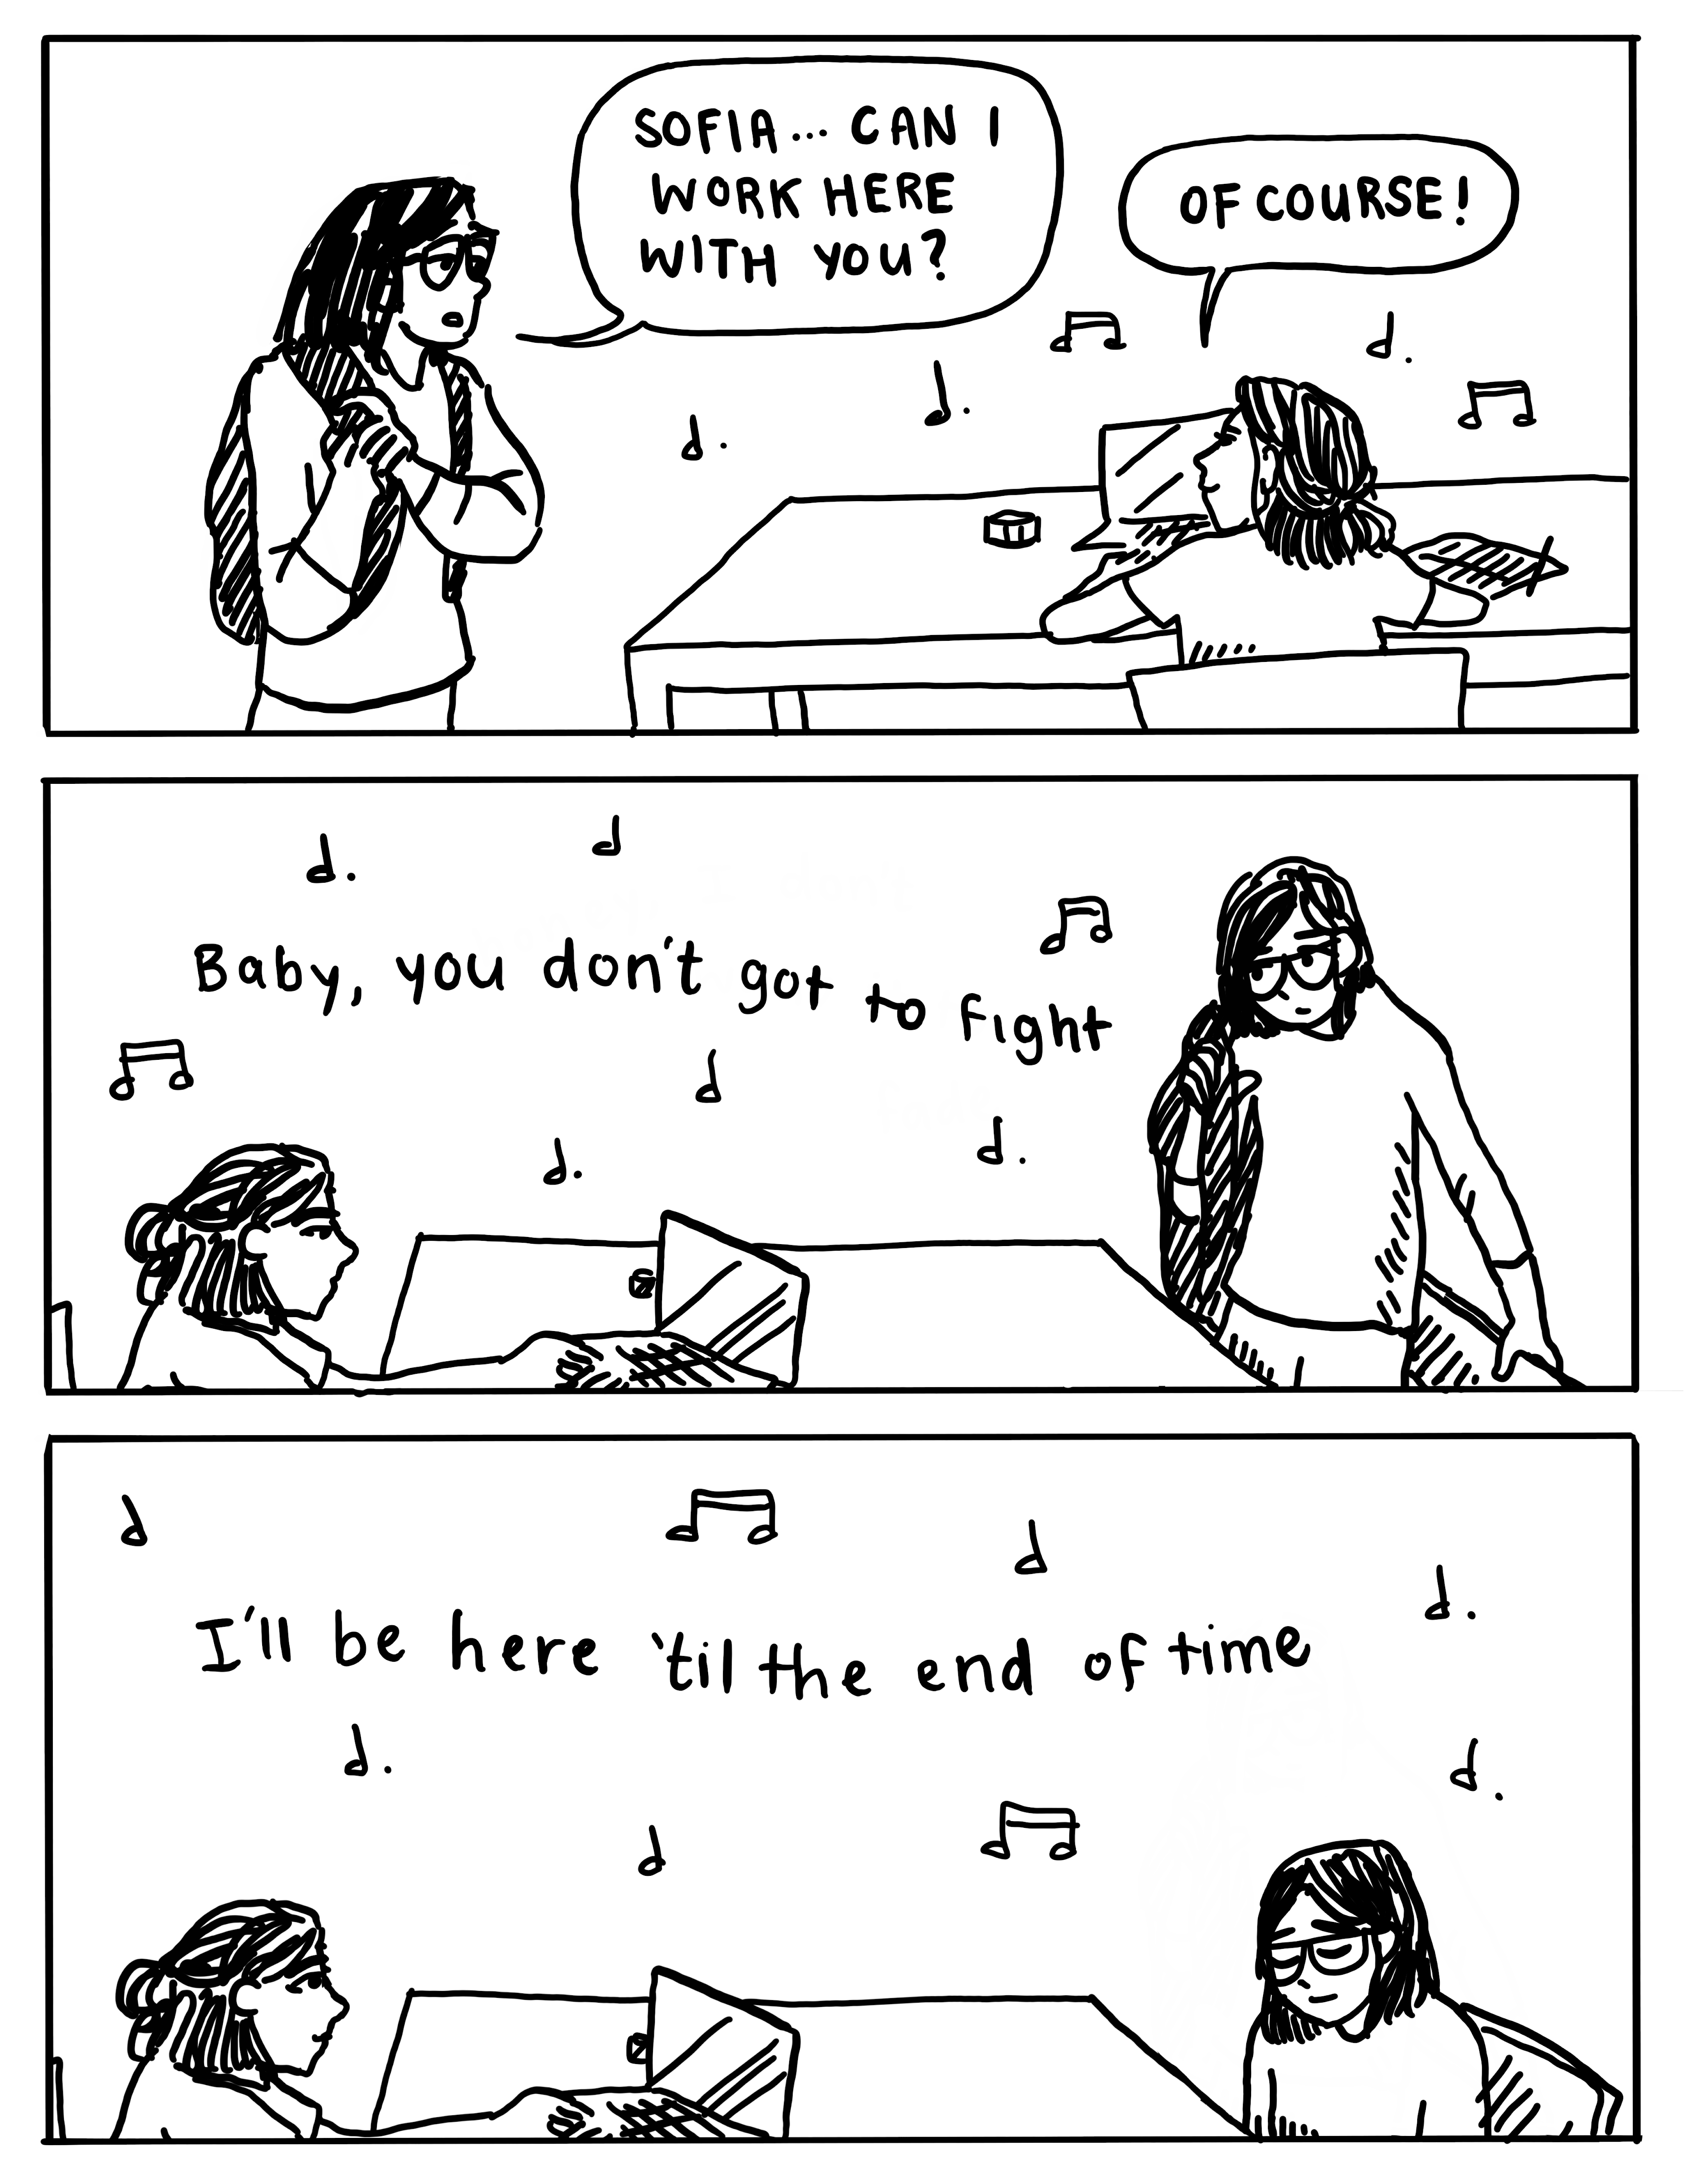 SOFIA... CAN I
WORK HERE
WITH YOU?
OF COURSE!
Baby, you don't got to fight
I'll be here 'til the end of time